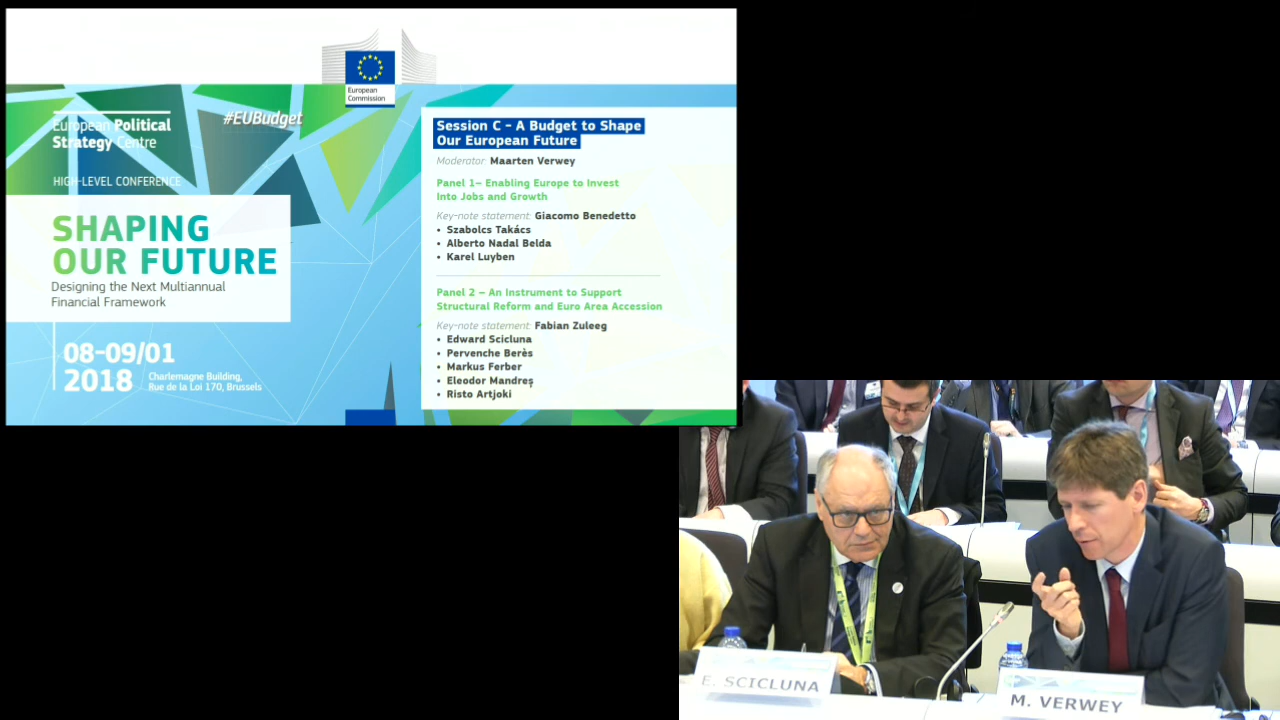 European
Commission
European Political
Strategy Centre
#EUBudget
HIGH-LEVEL CONFERENCE
SHAPING
OUR FUTURE
Designing the Next Multiannual
Financial Framework
08-09/01
2018
Charlemagne Building,
Rue de la Loi 170, Brussels
Session C - A Budget to Shape
Our European Future
Moderator: Maarten Verwey
Panel 1– Enabling Europe to Invest
Into Jobs and Growth
Key-note statement: Giacomo Benedetto
• Szabolcs Takács
• Alberto Nadal Belda
• Karel Luyben
Panel 2 – An Instrument to Support
Structural Reform and Euro Area Accession
Key-note statement: Fabian Zuleeg
• Edward Scicluna
• Pervenche Berès
• Markus Ferber
• Eleodor Mandreş
• Risto Artjoki
E. SCICLUNA
M. VERWEY